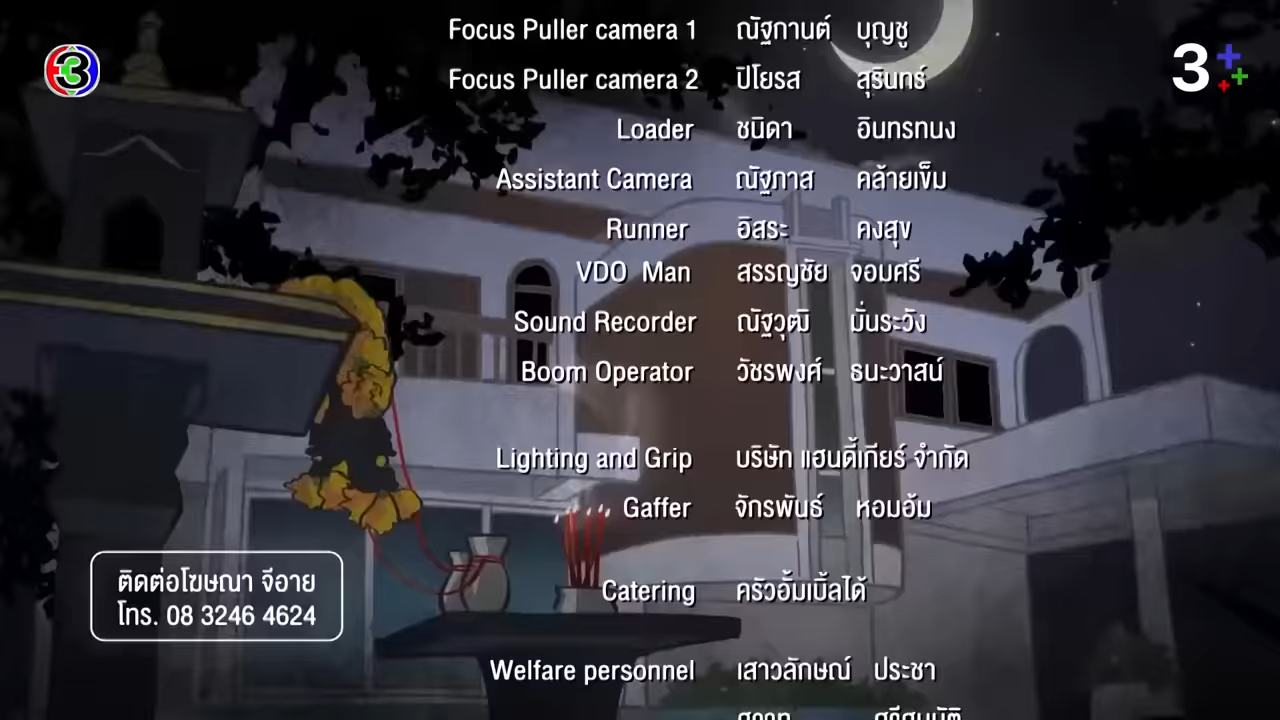 Focus Puller camera 1 ณัฐกานต์ บุญชู
3
3
Focus Puller camera 2 ปิโยรส สุรินทร์
Loader ชนิดา อินทรทนง
Assistant Camera ณัฐภาส คล้ายเข็ม
Runner อิสระ คงสุข
VDO Man สรรญชัย จอมศรี
Sound Recorder ณัฐวุฒิ มั่นระวัง
Boom Operator วัชรพงศ์ ธนะวาสน์
Lighting and Grip บริษัท แฮนดี้เกียร์ จำกัด
Gaffer จักรพันธ์ หอมอ้ม
ติดต่อโฆษณา จีอาย
โทร. 08 3246 4624
Catering ครัวอั้มเบิ้ลได้
Welfare personnel เสาวลักษณ์ ประชา